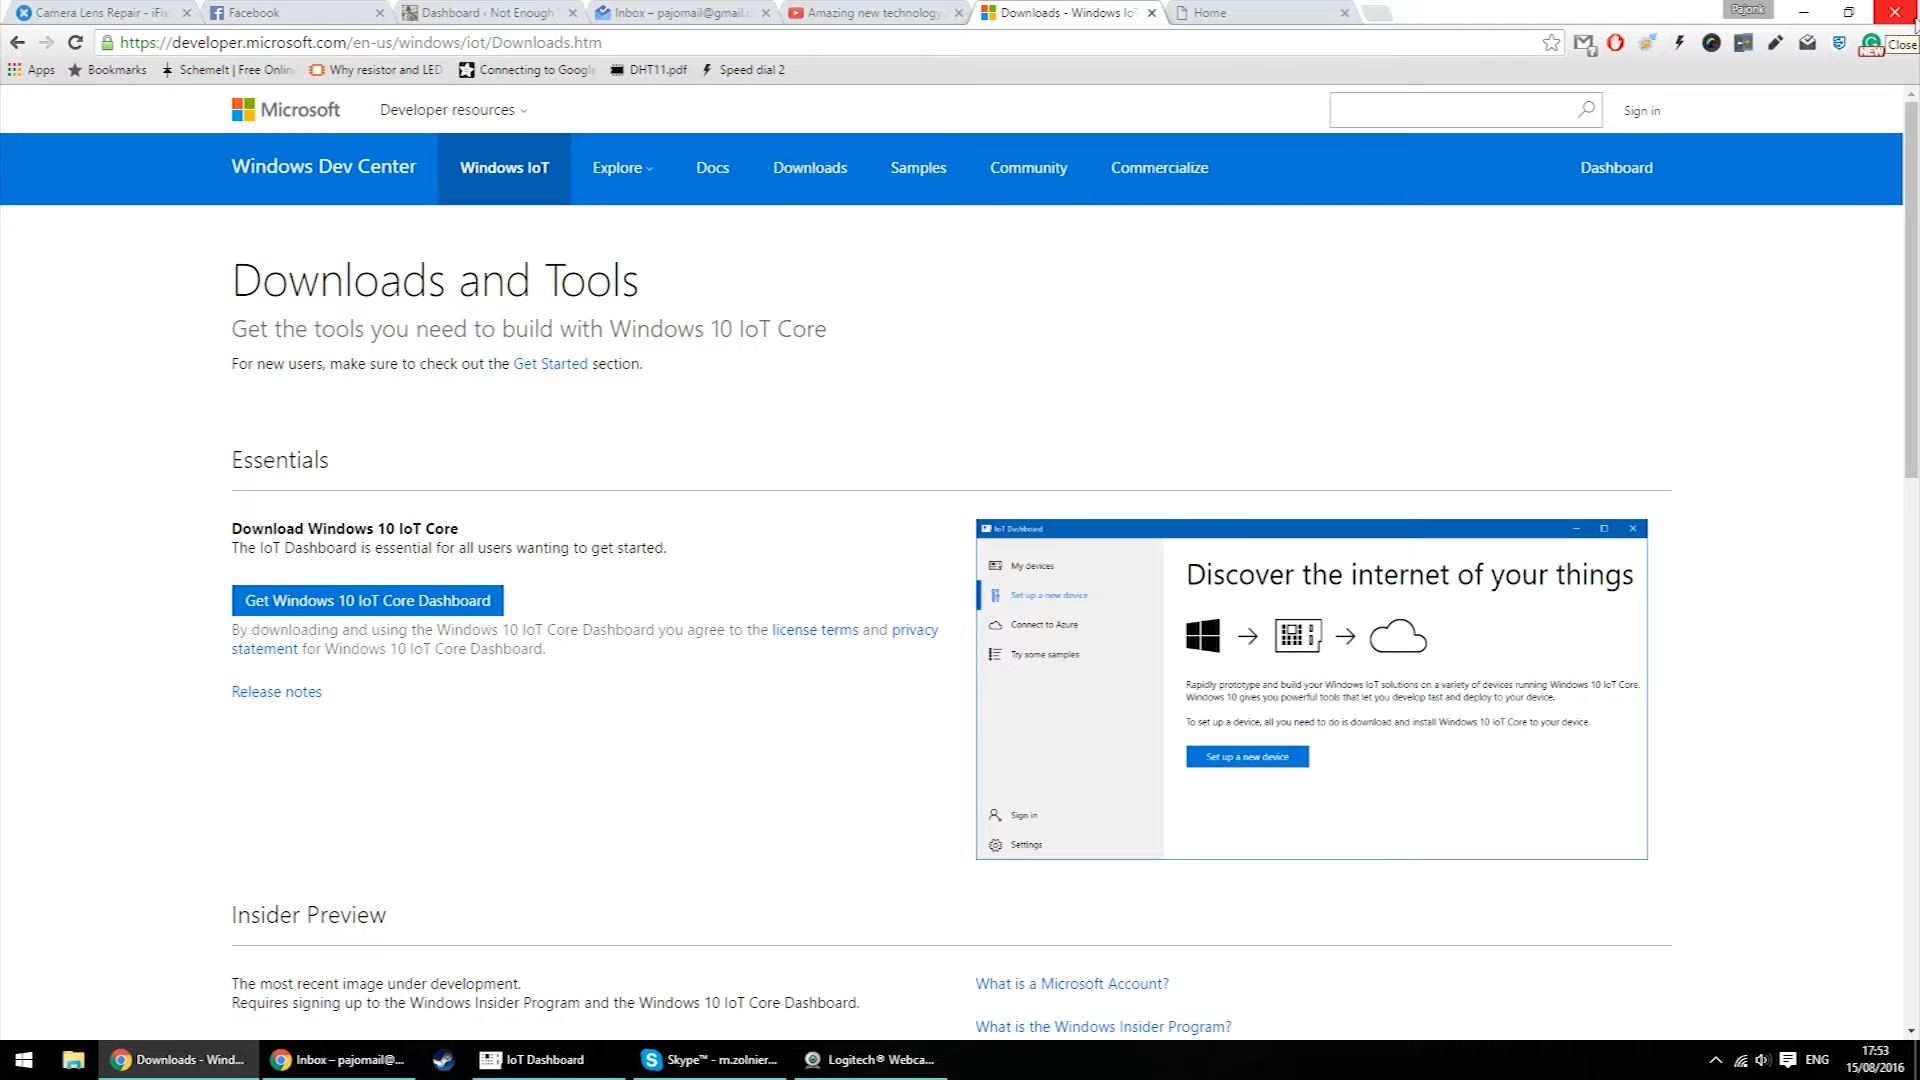 Camera Lens Repair - iFix
Facebook
Dashboard ‹ Not Enough
Inbox – pajomail@gmail.c
Amazing new technology
Downloads - Windows IoT
Home
Pajonk
https://developer.microsoft.com/en-us/windows/iot/Downloads.htm
NEW
Close
Apps
Bookmarks
Schemeit | Free Onlin
Why resistor and LED
Connecting to Google
DHT11.pdf
Speed dial 2
Microsoft
Developer resources
Sign in
Windows Dev Center
Windows IoT
Explore
Docs
Downloads
Samples
Community
Commercialize
Dashboard
Downloads and Tools
Get the tools you need to build with Windows 10 IoT Core
For new users, make sure to check out the Get Started section.
Essentials
Download Windows 10 IoT Core
The IoT Dashboard is essential for all users wanting to get started.
Get Windows 10 IoT Core Dashboard
By downloading and using the Windows 10 IoT Core Dashboard you agree to the license terms and privacy
statement for Windows 10 IoT Core Dashboard.
Release notes
IoT Dashboard
My devices
Set up a new device
Connect to Azure
Try some samples
Sign in
Settings
Discover the internet of your things
Rapidly prototype and build your Windows IoT solutions on a variety of devices running Windows 10 IoT Core.
Windows 10 gives you powerful tools that let you develop fast and deploy to your device.
To set up a device, all you need to do is download and install Windows 10 IoT Core to your device.
Set up a new device
Insider Preview
The most recent image under development.
Requires signing up to the Windows Insider Program and the Windows 10 IoT Core Dashboard.
What is a Microsoft Account?
What is the Windows Insider Program?
Downloads - Wind...
Inbox – pajomail@...
IoT Dashboard
Skype™ - m.zolnier...
Logitech® Webca...
ENG
17:53
15/08/2016